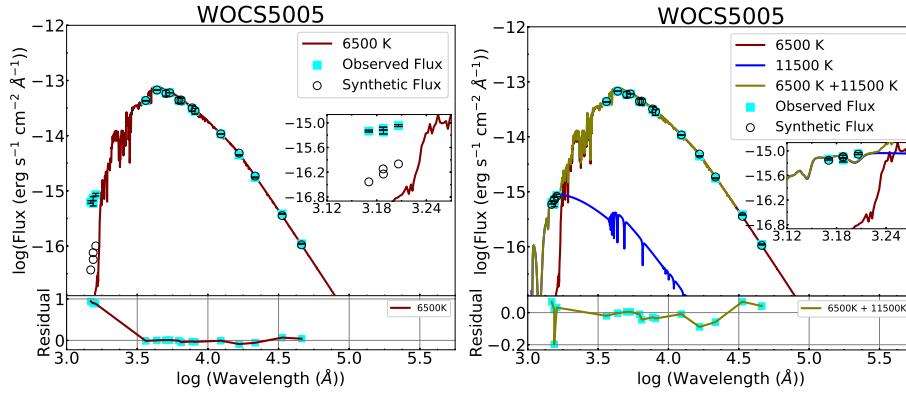 WOCS5005
−12
−13
−14
−15
−16
log(Flux (erg s⁻¹ cm⁻² Å⁻¹))
6500 K
Observed Flux
Synthetic Flux
−15.0
−15.6
−16.2
−16.8
3.12
3.18
3.24
1
0
Residual
6500K
3.0
3.5
4.0
4.5
5.0
5.5
log (Wavelength (Å))
WOCS5005
−12
−13
−14
−15
−16
log(Flux (erg s⁻¹ cm⁻² Å⁻¹))
6500 K
11500 K
6500 K +11500 K
Observed Flux
Synthetic Flux
−15.0
−15.6
−16.2
−16.8
3.12
3.18
3.24
0.0
−0.2
Residual
6500K + 11500K
3.0
3.5
4.0
4.5
5.0
5.5
log (Wavelength (Å))